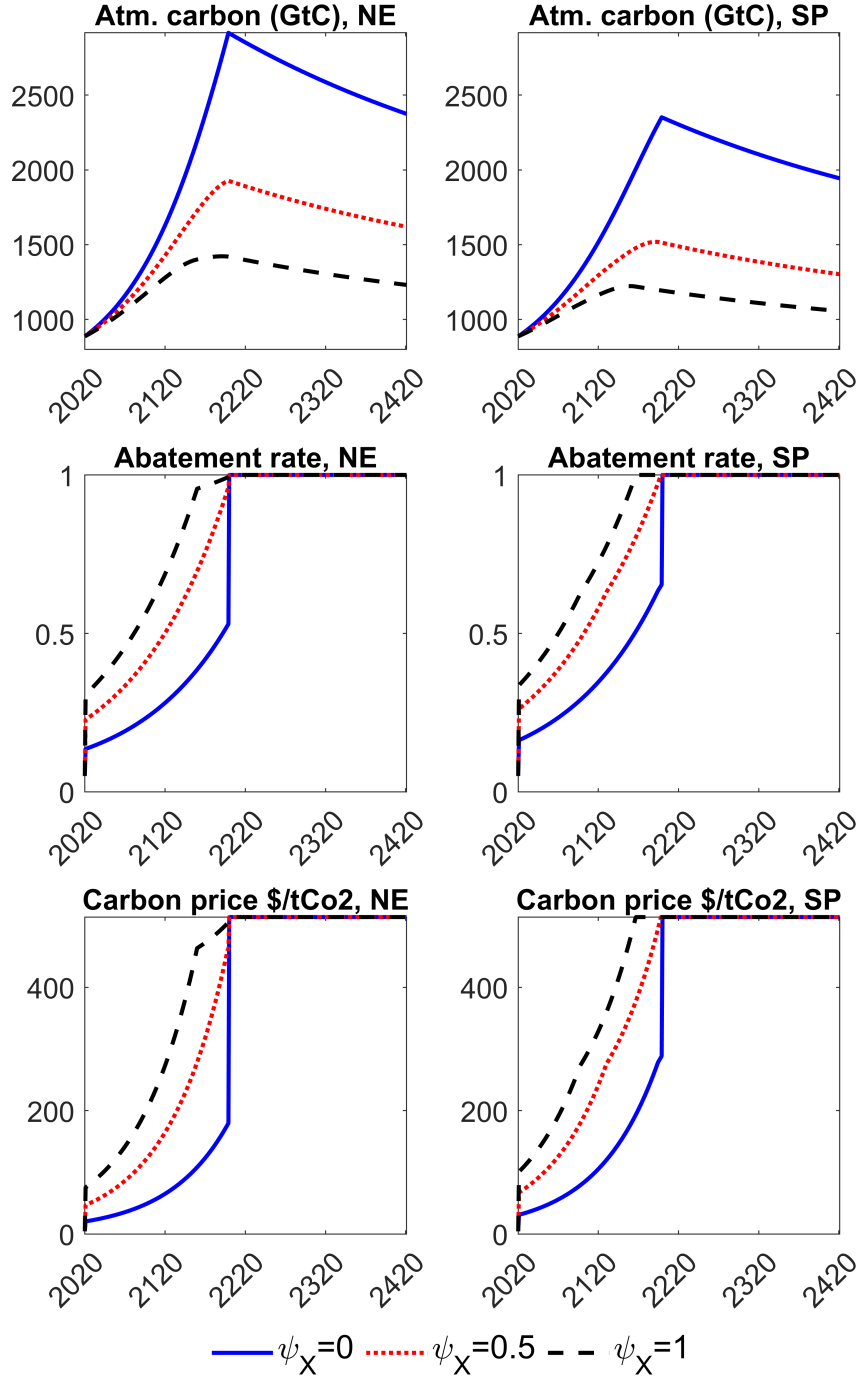 Atm. carbon (GtC), NE
2500
2000
1500
1000
2020 2120 2220 2320 2420
Atm. carbon (GtC), SP
2500
2000
1500
1000
2020 2120 2220 2320 2420
Abatement rate, NE
1
0.5
0
2020 2120 2220 2320 2420
Abatement rate, SP
1
0.5
0
2020 2120 2220 2320 2420
Carbon price $/tCo2, NE
400
200
0
2020 2120 2220 2320 2420
Carbon price $/tCo2, SP
400
200
0
2020 2120 2220 2320 2420
ψ_X=0 ψ_X=0.5 ψ_X=1